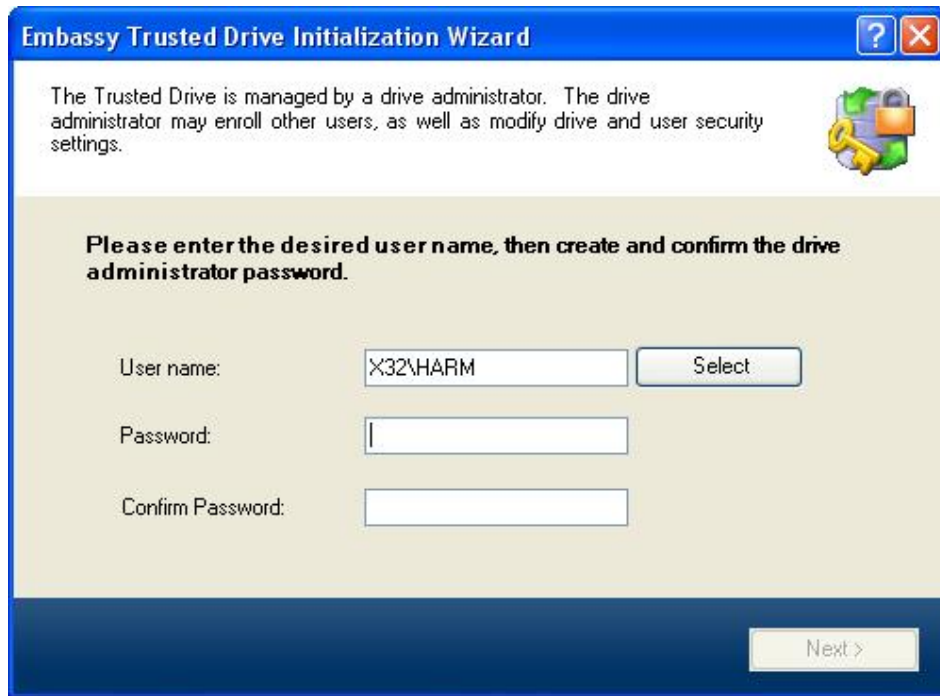 Embassy Trusted Drive Initialization Wizard
The Trusted Drive is managed by a drive administrator. The drive
administrator may enroll other users, as well as modify drive and user security
settings.
Please enter the desired user name, then create and confirm the drive
administrator password.
User name:
X32\HARM
Select
Password:
Confirm Password:
Next >